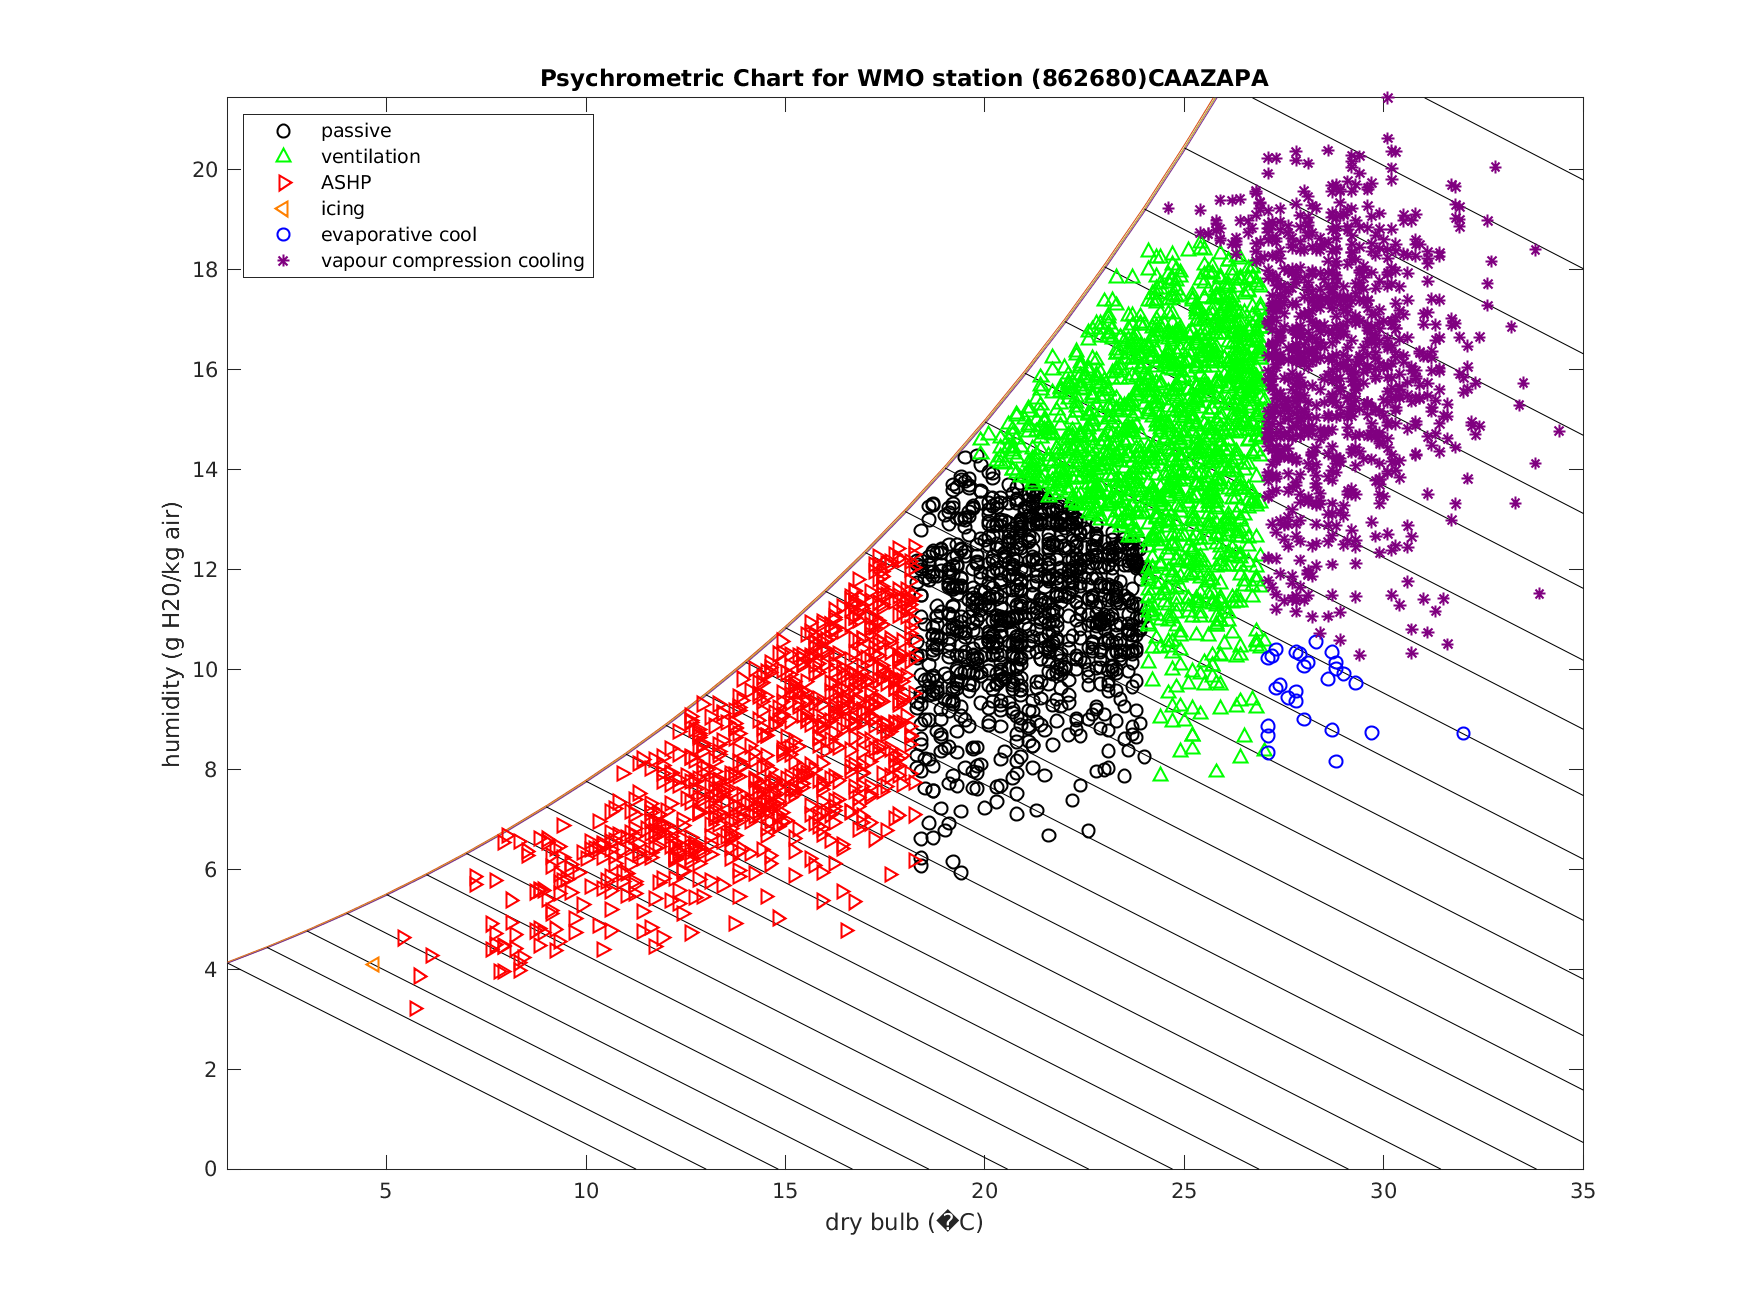 Psychrometric Chart for WMO station (862680)CAAZAPA
passive
ventilation
ASHP
icing
evaporative cool
vapour compression cooling
humidity (g H20/kg air)
20
18
16
14
12
10
8
6
4
2
0
5 10 15 20 25 30 35
dry bulb (�C)